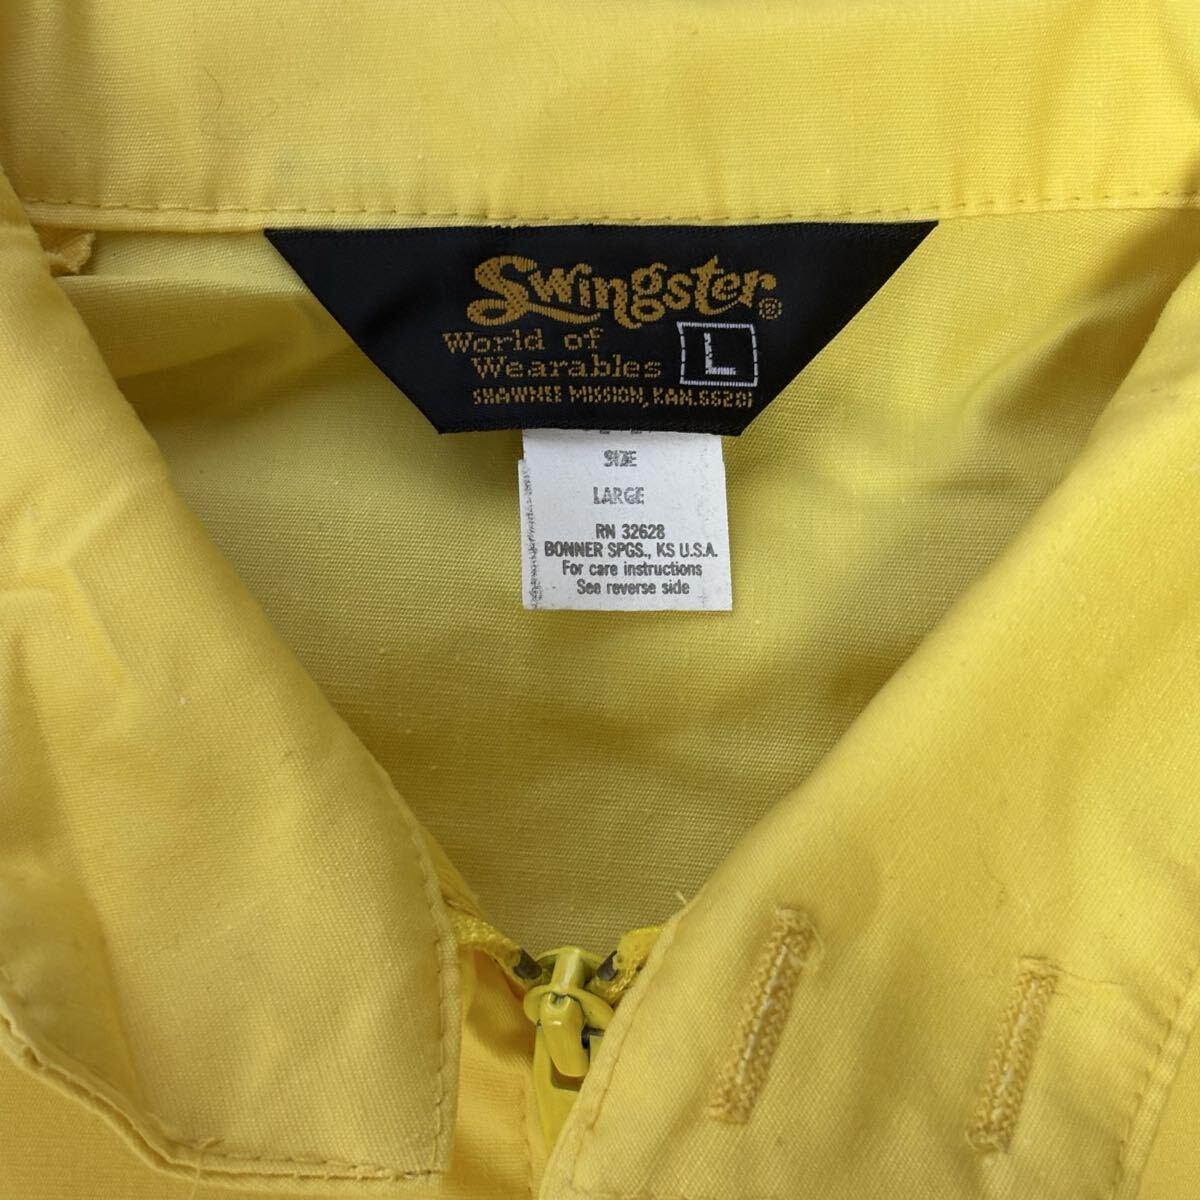 Swingster®
World of
Wearables
L
SHAWNEE MISSION, KAN. 66201
SIZE
LARGE
RN 32628
BONNER SPGS., KS U.S.A.
For care instructions
See reverse side